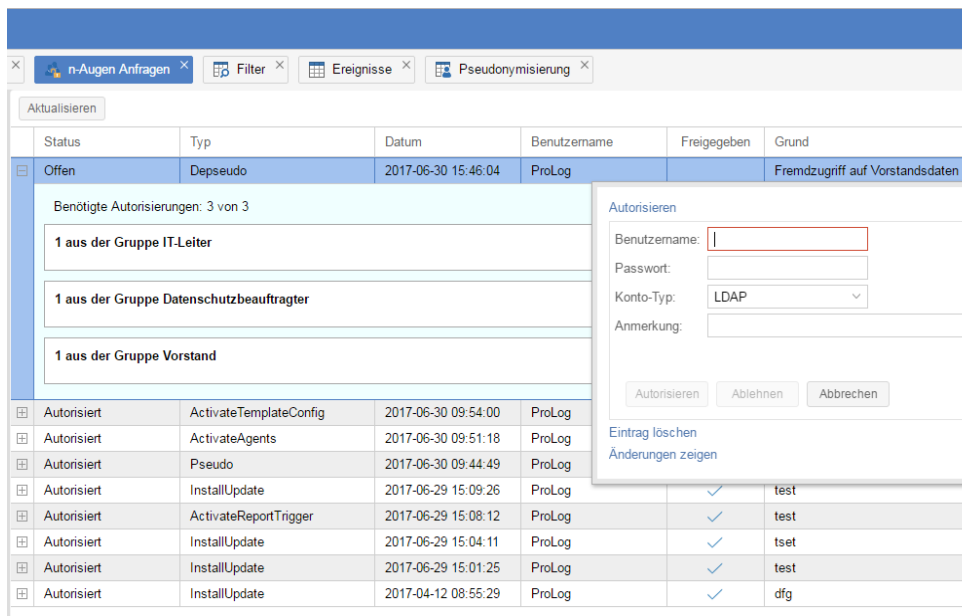 n-Augen Anfragen Filter Ereignisse Pseudonymisierung
Aktualisieren
Status Typ Datum Benutzername Freigegeben Grund
Offen Depseudo 2017-06-30 15:46:04 ProLog Fremdzugriff auf Vorstandsdaten
Benötigte Autorisierungen: 3 von 3
1 aus der Gruppe IT-Leiter
1 aus der Gruppe Datenschutzbeauftragter
1 aus der Gruppe Vorstand
Autorisieren
Benutzername:
Passwort:
Konto-Typ: LDAP
Anmerkung:
Autorisieren Ablehnen Abbrechen
Eintrag löschen
Änderungen zeigen
Autorisiert ActivateTemplateConfig 2017-06-30 09:54:00 ProLog
Autorisiert ActivateAgents 2017-06-30 09:51:18 ProLog
Autorisiert Pseudo 2017-06-30 09:44:49 ProLog
Autorisiert InstallUpdate 2017-06-29 15:09:26 ProLog test
Autorisiert ActivateReportTrigger 2017-06-29 15:08:12 ProLog test
Autorisiert InstallUpdate 2017-06-29 15:04:11 ProLog tset
Autorisiert InstallUpdate 2017-06-29 15:01:25 ProLog test
Autorisiert InstallUpdate 2017-04-12 08:55:29 ProLog dfg